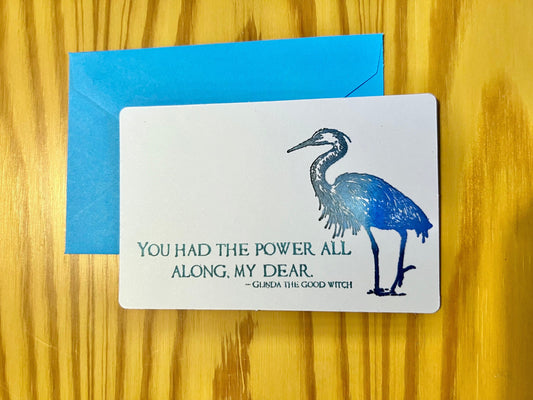 You had the power all
along, my dear.
– Glinda the Good Witch